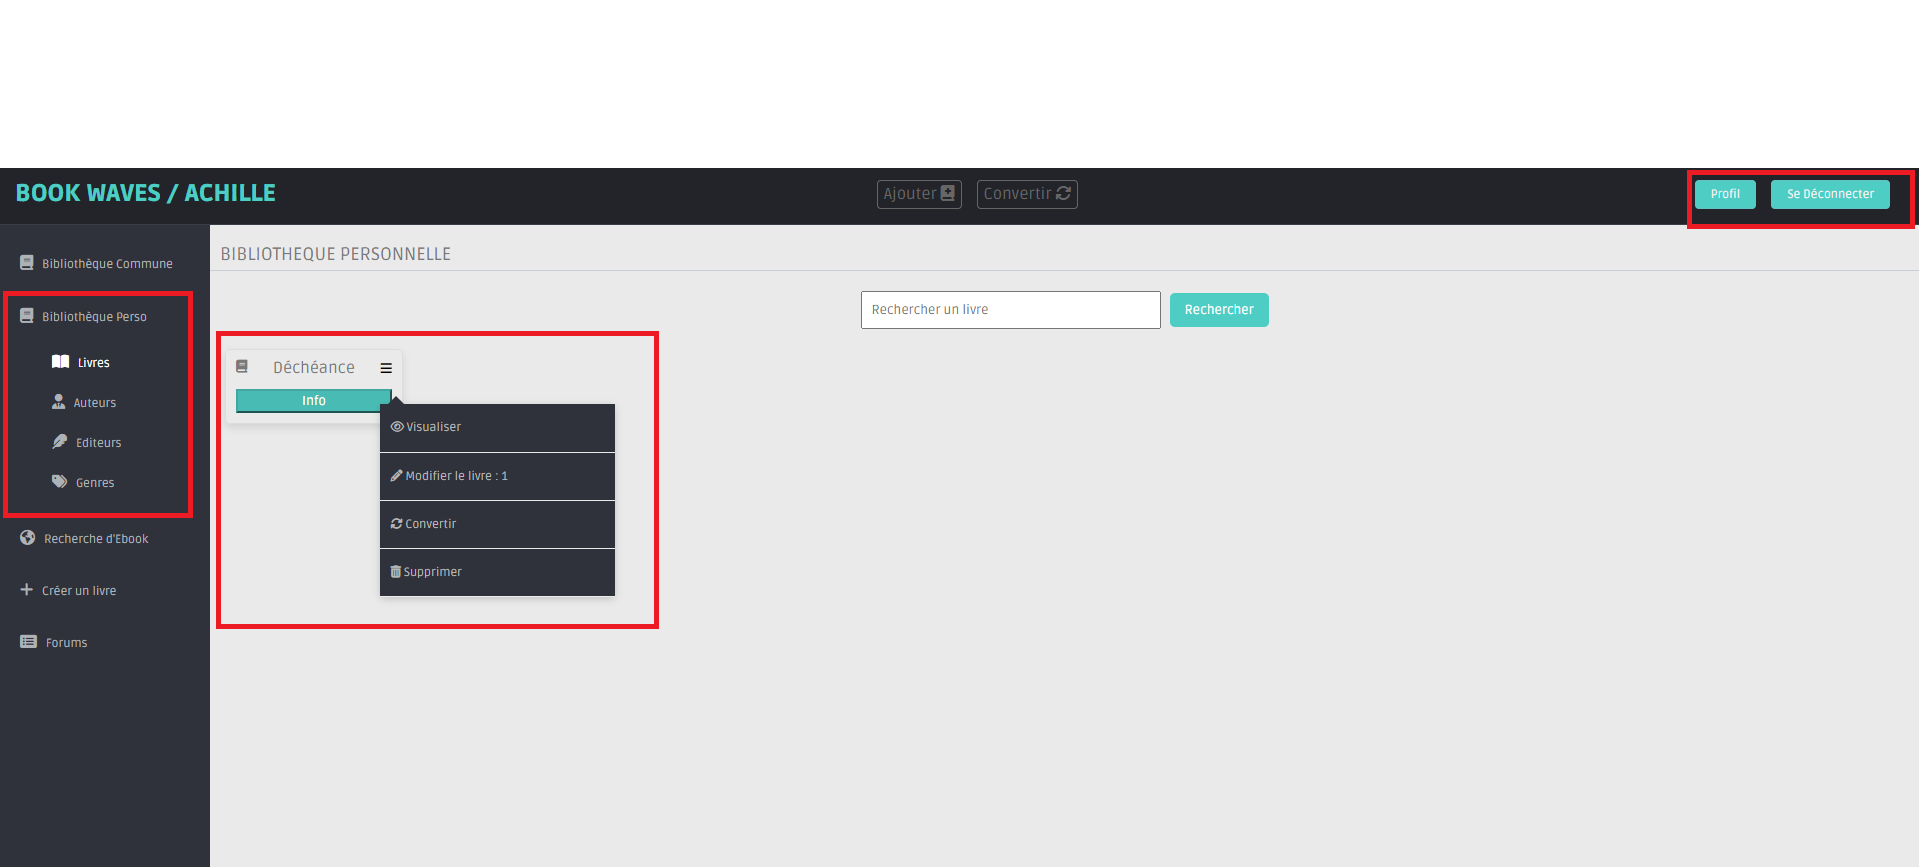 BOOK WAVES / ACHILLE
Ajouter
Convertir
Profil
Se Déconnecter
Bibliothèque Commune
Bibliothèque Perso
Livres
Auteurs
Editeurs
Genres
Recherche d'Ebook
Créer un livre
Forums
BIBLIOTHEQUE PERSONNELLE
Rechercher un livre
Rechercher
Déchéance
Info
Visualiser
Modifier le livre : 1
Convertir
Supprimer